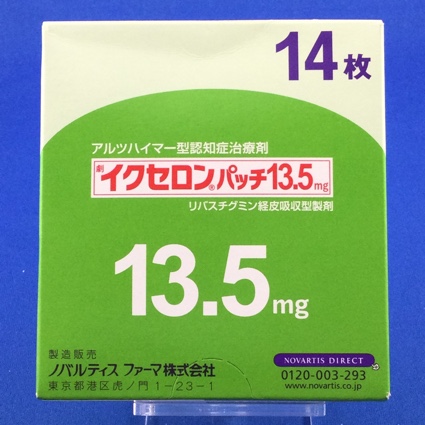 14枚
アルツハイマー型認知症治療剤
劇 イクセロン®パッチ13.5mg
リバスチグミン経皮吸収型製剤
13.5mg
製造販売
ノバルティス ファーマ株式会社
東京都港区虎ノ門1-23-1
NOVARTIS DIRECT
0120-003-293
www.novartis.co.jp